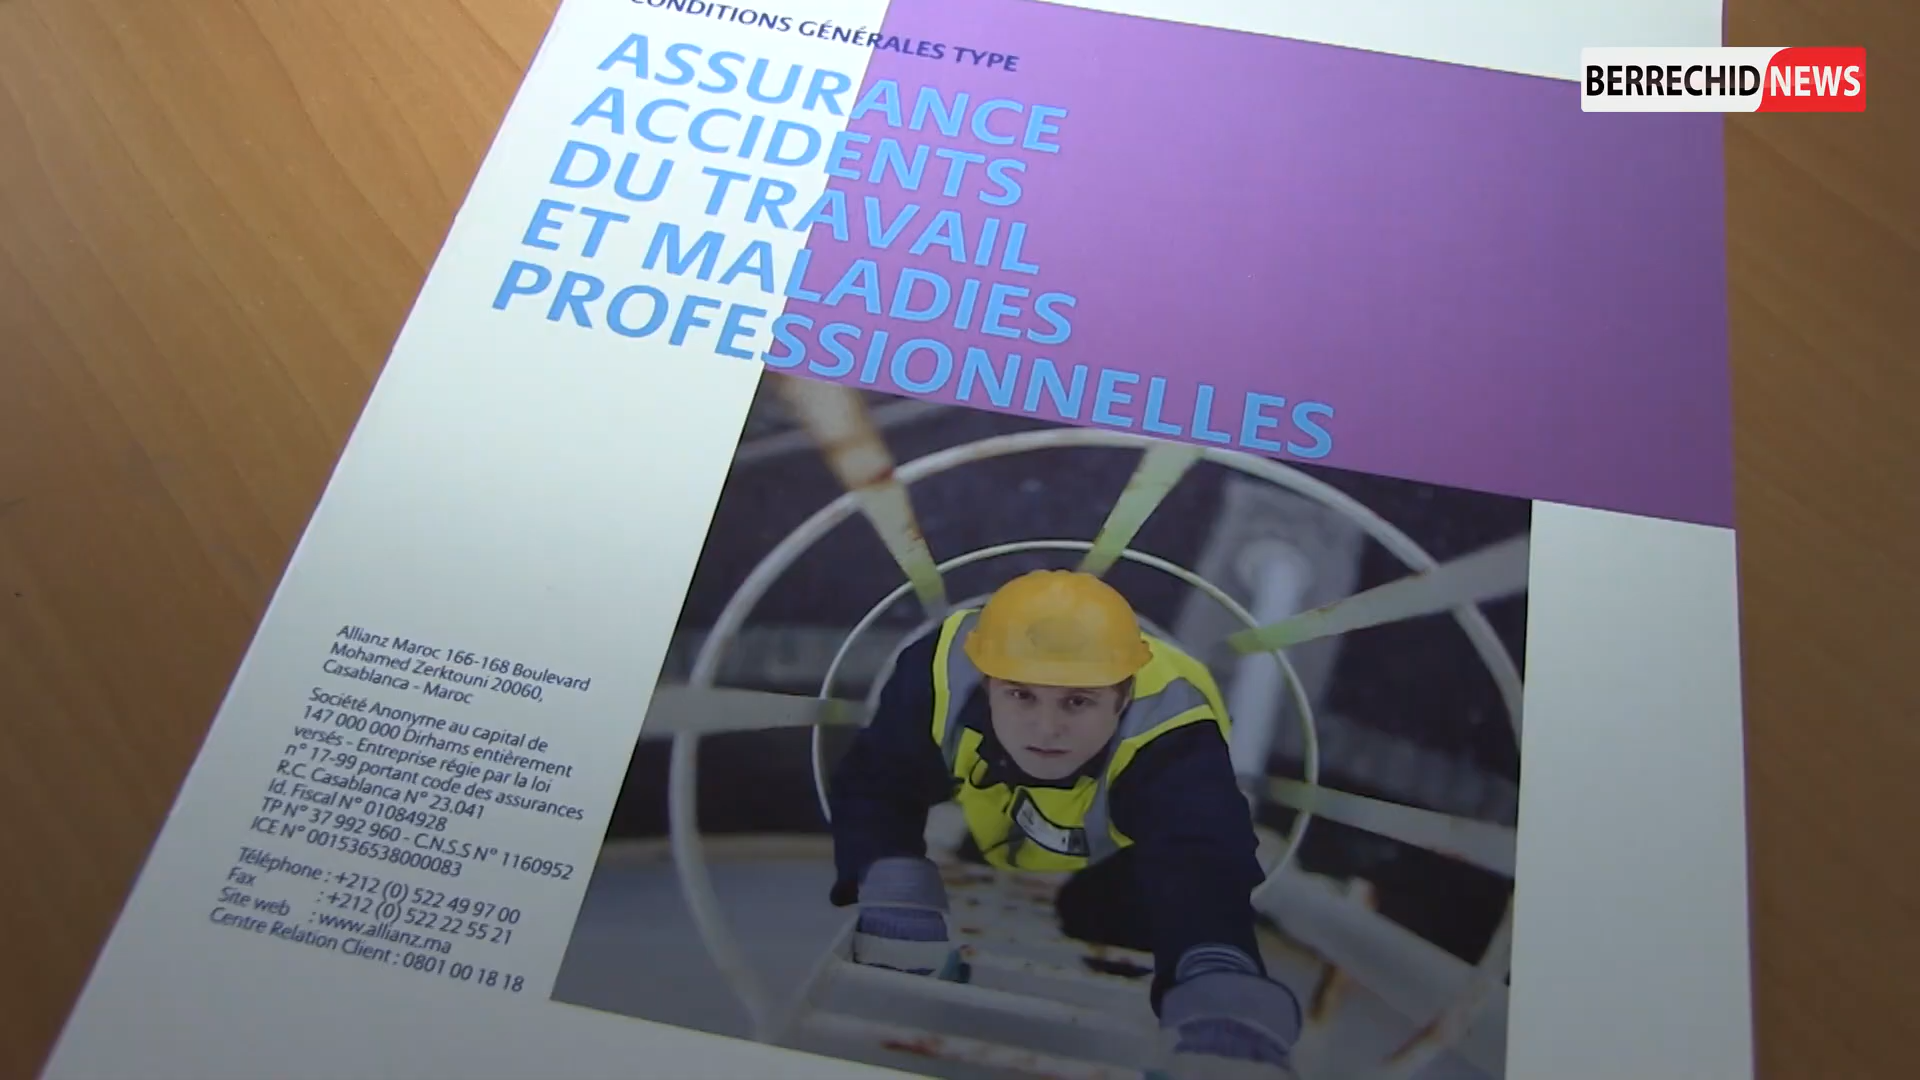 CONDITIONS GÉNÉRALES TYPE
ASSURANCE
ACCIDENTS
DU TRAVAIL
ET MALADIES
PROFESSIONNELLES
BERRECHID NEWS
Allianz Maroc 166-168 Boulevard
Mohamed Zerktouni 20060,
Casablanca - Maroc
Société Anonyme au capital de
147 000 000 Dirhams entièrement
versés - Entreprise régie par la loi
n° 17-99 portant code des assurances
R.C. Casablanca N° 23.041
Id. Fiscal N° 01084928
TP N° 37 992 960 - C.N.S.S N° 1160952
ICE N° 001536538000083
Téléphone : +212 (0) 522 49 97 00
Fax : +212 (0) 522 22 55 21
Site web : www.allianz.ma
Centre Relation Client : 0801 00 18 18